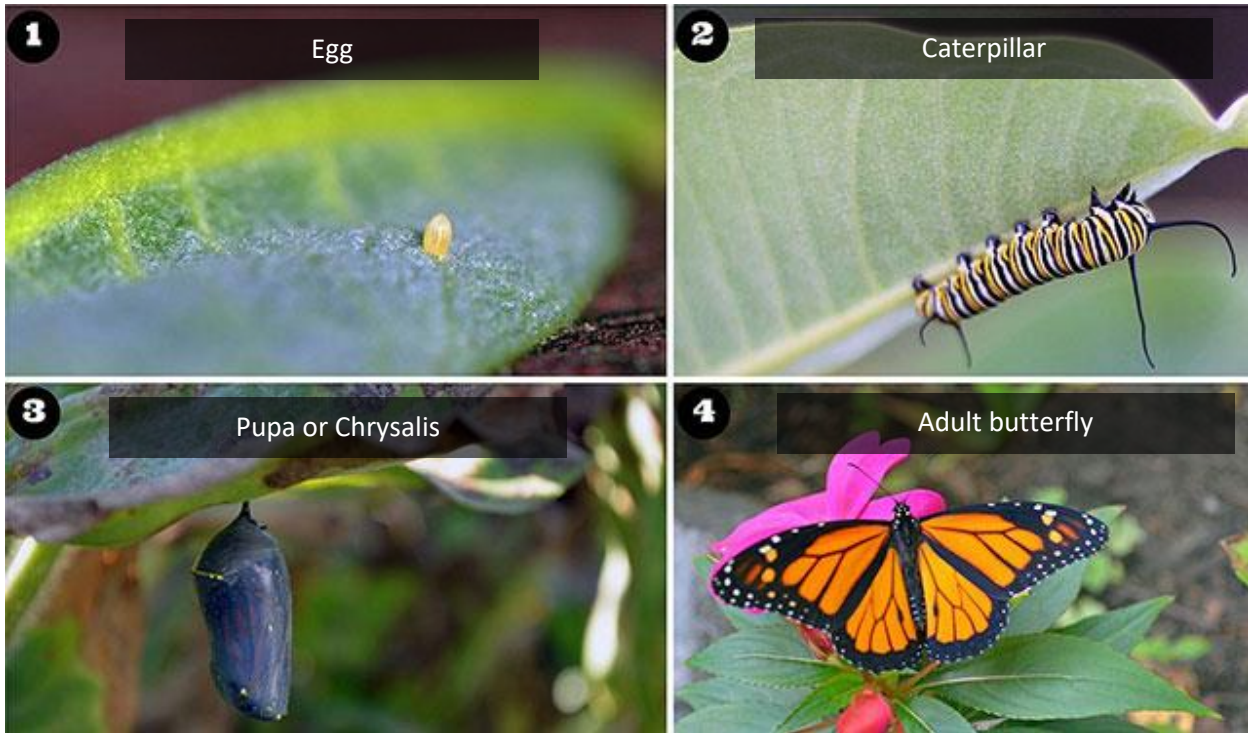 1
Egg
2
Caterpillar
3
Pupa or Chrysalis
4
Adult butterfly